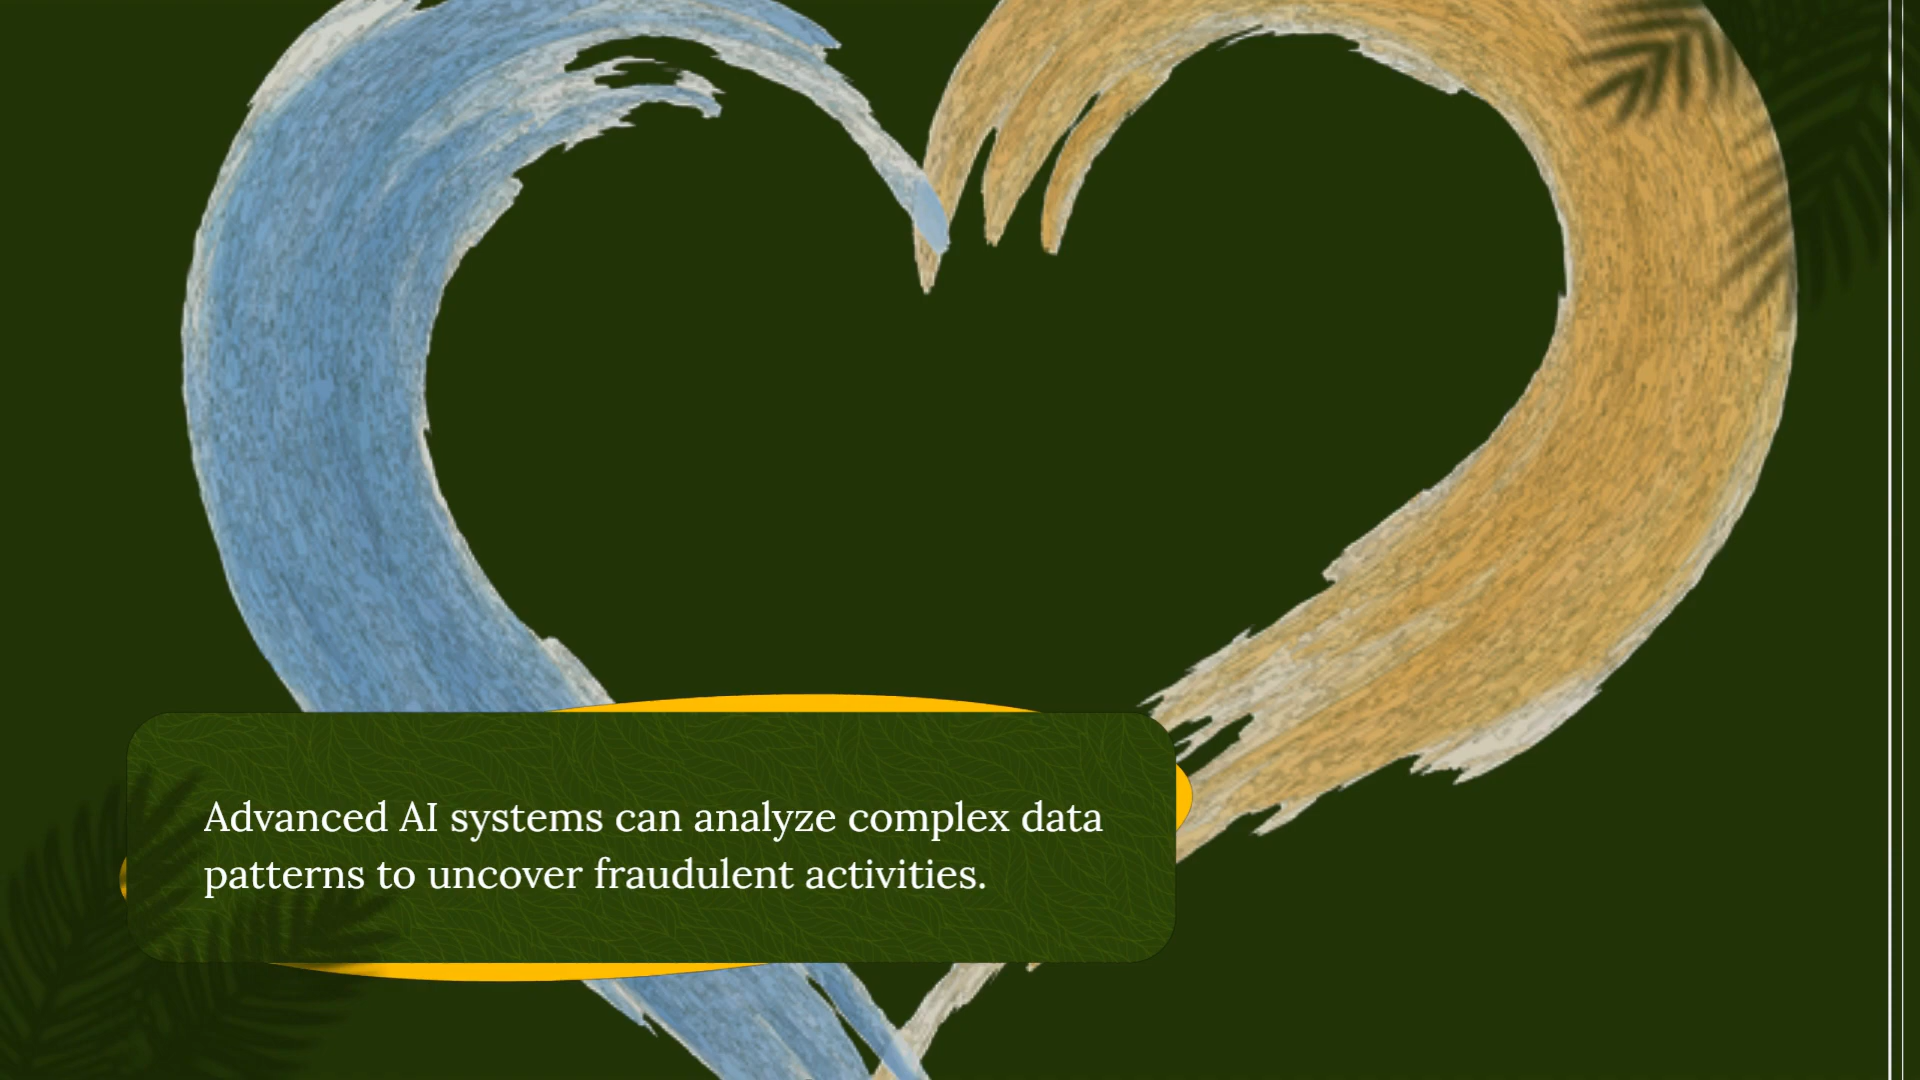 Advanced AI systems can analyze complex data
patterns to uncover fraudulent activities.